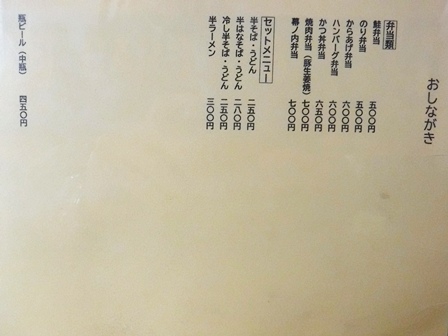 おしながき
弁当類
鮭弁当 五〇〇円
のり弁当 五〇〇円
からあげ弁当 六〇〇円
ハンバーグ弁当 六〇〇円
かつ丼弁当 六五〇円
焼肉弁当(豚生姜焼) 七〇〇円
幕ノ内弁当 七〇〇円
セットメニュー
半そば・うどん 二五〇円
半はなそば・うどん 二八〇円
冷し半そば・うどん 二五〇円
半ラーメン 三〇〇円
瓶ビール(中瓶) 四五〇円